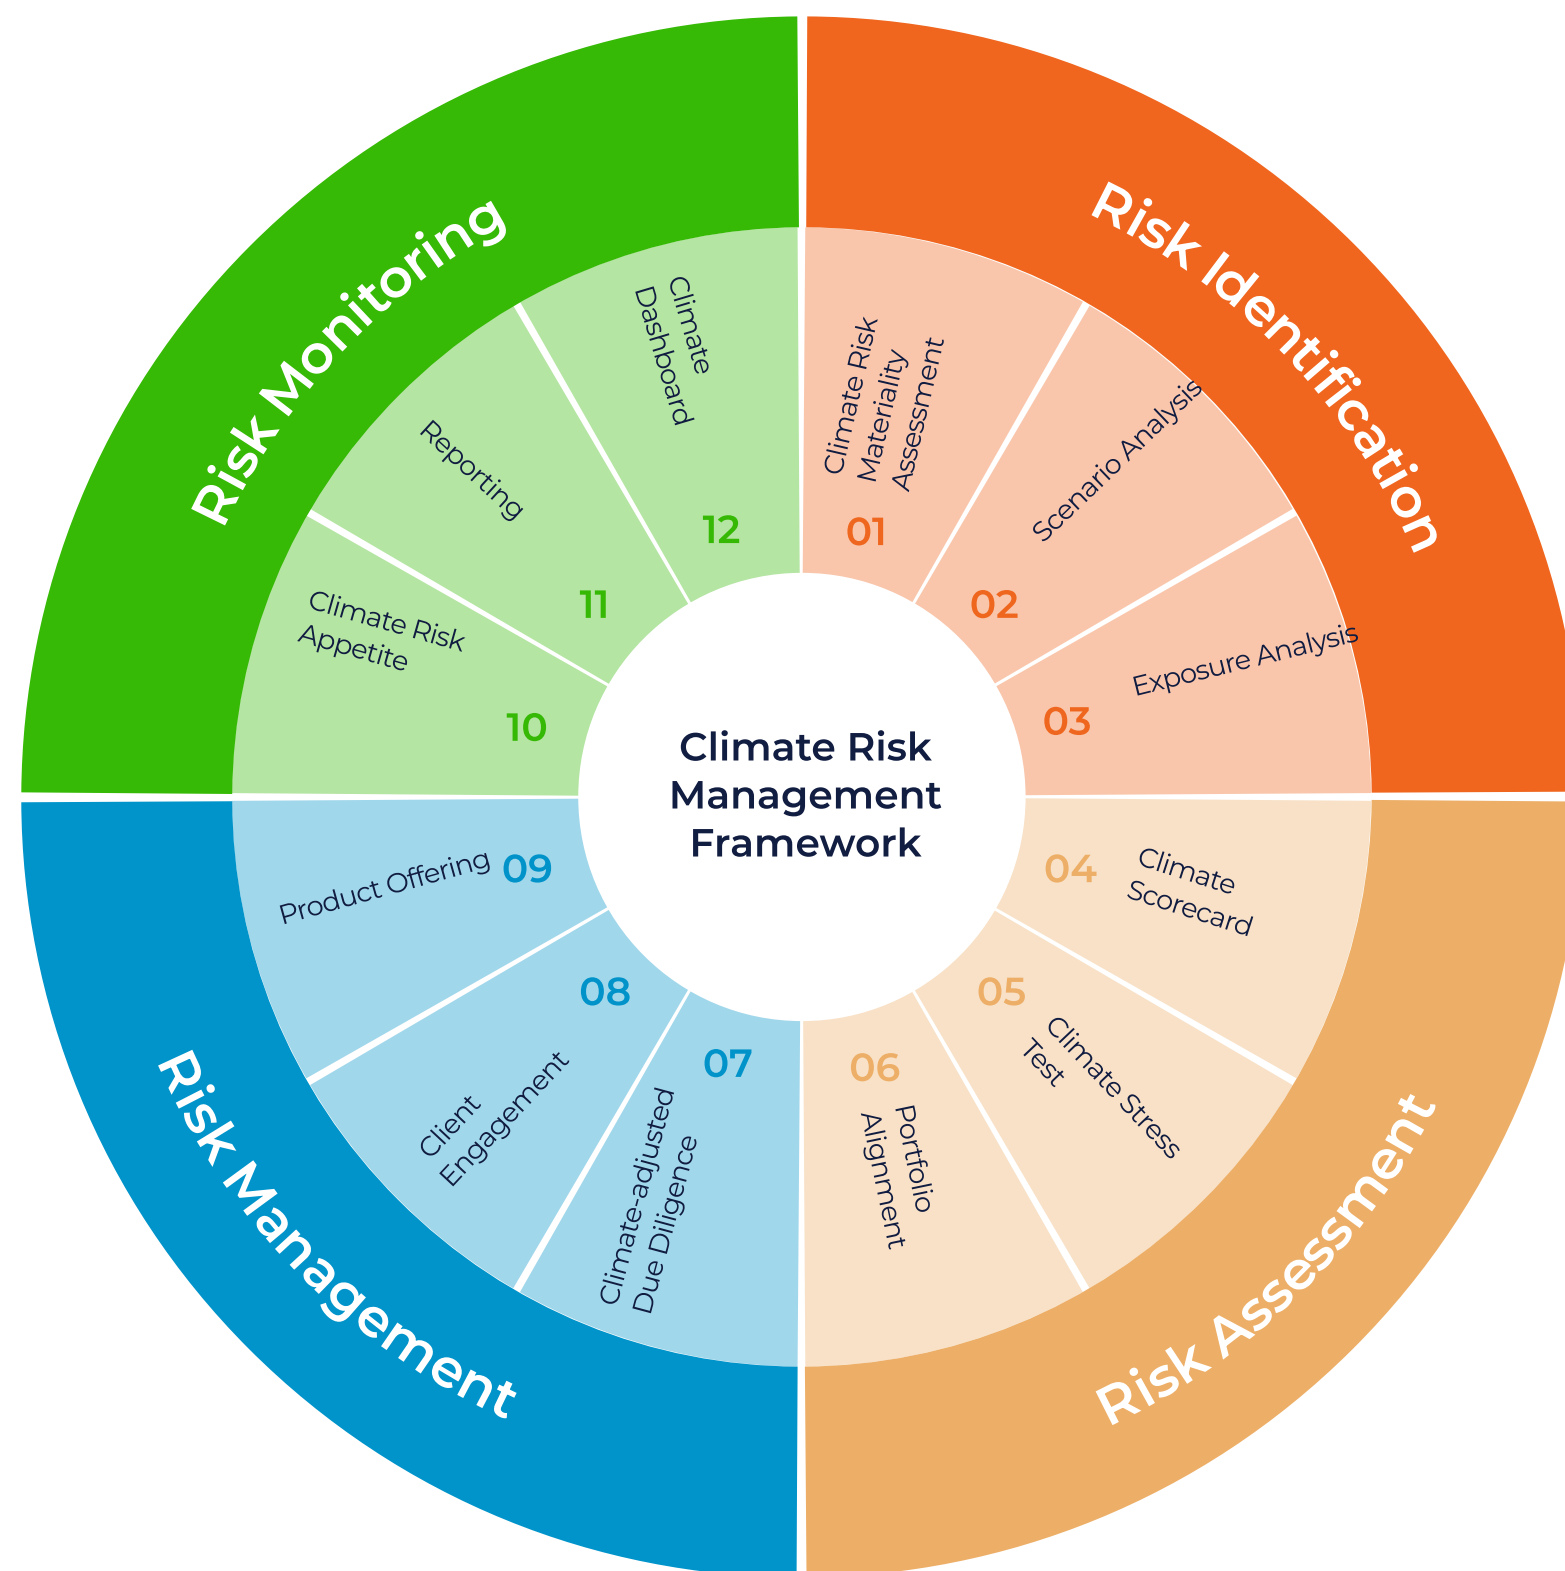 Climate Risk
Management
Framework
Risk Identification
Climate Risk
Materiality
Assessment
01
Scenario Analysis
02
Exposure Analysis
03
Risk Assessment
04
Climate
Scorecard
05
Climate Stress
Test
06
Portfolio
Alignment
Risk Management
07
Climate-adjusted
Due Diligence
08
Client
Engagement
09
Product Offering
Risk Monitoring
10
Climate Risk
Appetite
11
Reporting
12
Climate
Dashboard